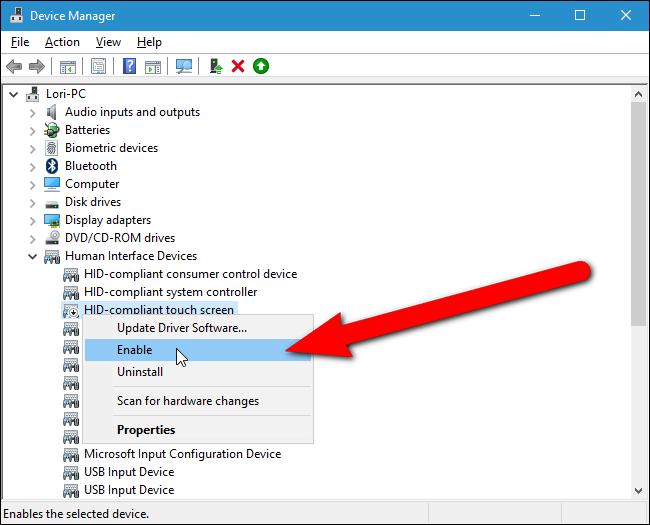 Device Manager
File Action View Help
Lori-PC
Audio inputs and outputs
Batteries
Biometric devices
Bluetooth
Computer
Disk drives
Display adapters
DVD/CD-ROM drives
Human Interface Devices
HID-compliant consumer control device
HID-compliant system controller
HID-compliant touch screen
Update Driver Software...
Enable
Uninstall
Scan for hardware changes
Properties
Microsoft Input Configuration Device
USB Input Device
USB Input Device
Enables the selected device.